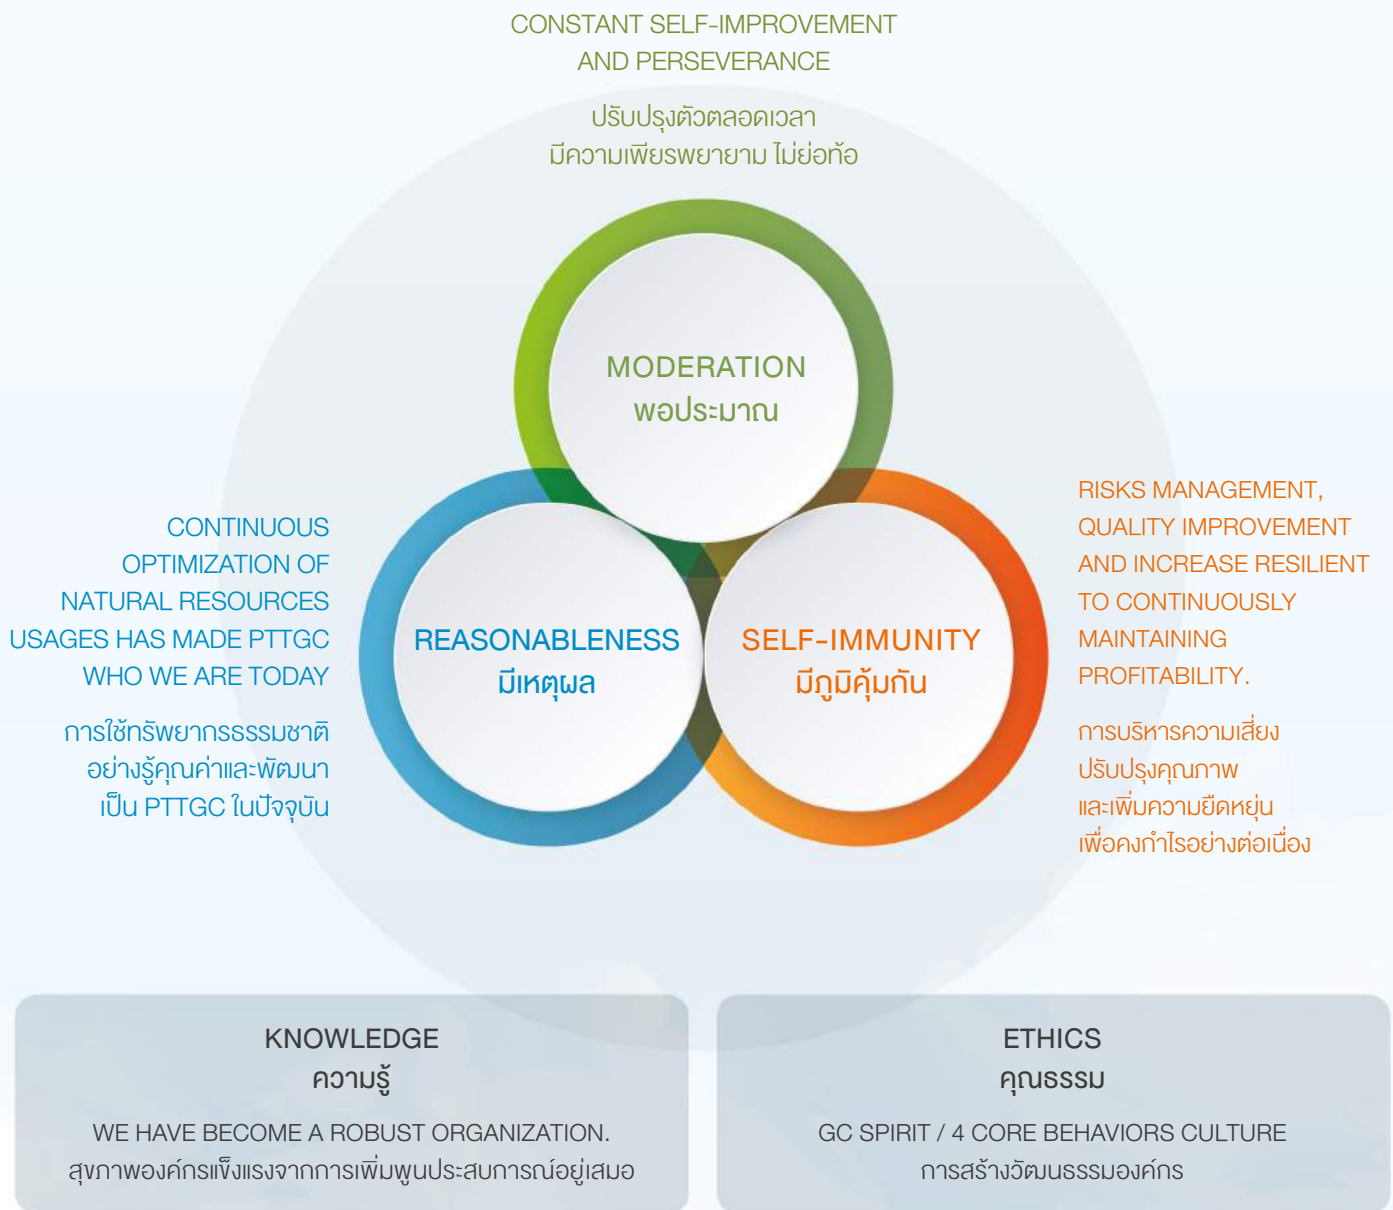 CONSTANT SELF-IMPROVEMENT
AND PERSEVERANCE
ปรับปรุงตัวตลอดเวลา
มีความเพียรพยายาม ไม่ย่อท้อ
MODERATION
พอประมาณ
CONTINUOUS
OPTIMIZATION OF
NATURAL RESOURCES
USAGES HAS MADE PTTGC
WHO WE ARE TODAY
การใช้ทรัพยากรธรรมชาติ
อย่างรู้คุณค่าและพัฒนา
เป็น PTTGC ในปัจจุบัน
REASONABLENESS
มีเหตุผล
SELF-IMMUNITY
มีภูมิคุ้มกัน
RISKS MANAGEMENT,
QUALITY IMPROVEMENT
AND INCREASE RESILIENT
TO CONTINUOUSLY
MAINTAINING
PROFITABILITY.
การบริหารความเสี่ยง
ปรับปรุงคุณภาพ
และเพิ่มความยืดหยุ่น
เพื่อคงกำไรอย่างต่อเนื่อง
KNOWLEDGE
ความรู้
WE HAVE BECOME A ROBUST ORGANIZATION.
สุขภาพองค์กรแข็งแรงจากการเพิ่มพูนประสบการณ์อยู่เสมอ
ETHICS
คุณธรรม
GC SPIRIT / 4 CORE BEHAVIORS CULTURE
การสร้างวัฒนธรรมองค์กร